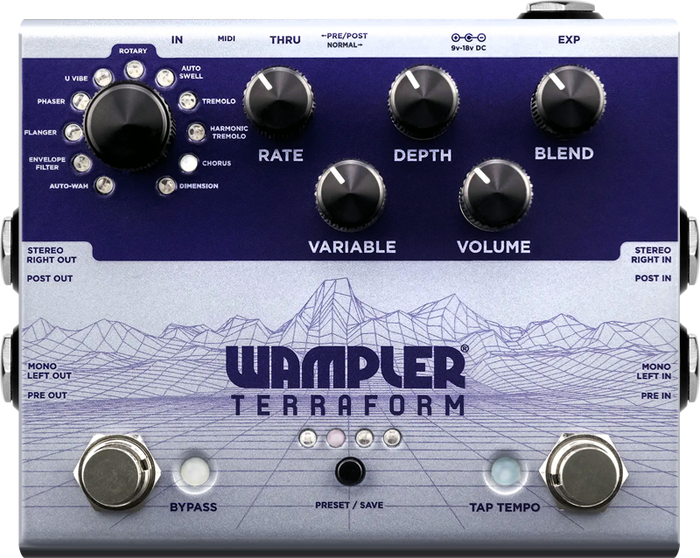 IN
MIDI
THRU
←PRE/POST
NORMAL→
9v-18v DC
EXP
ROTARY
U VIBE
AUTO
SWELL
PHASER
TREMOLO
FLANGER
HARMONIC
TREMOLO
ENVELOPE
FILTER
CHORUS
AUTO-WAH
DIMENSION
RATE
DEPTH
BLEND
VARIABLE
VOLUME
STEREO
RIGHT OUT
POST OUT
STEREO
RIGHT IN
POST IN
WAMPLER®
TERRAFORM
MONO
LEFT OUT
PRE OUT
MONO
LEFT IN
PRE IN
BYPASS
PRESET / SAVE
TAP TEMPO